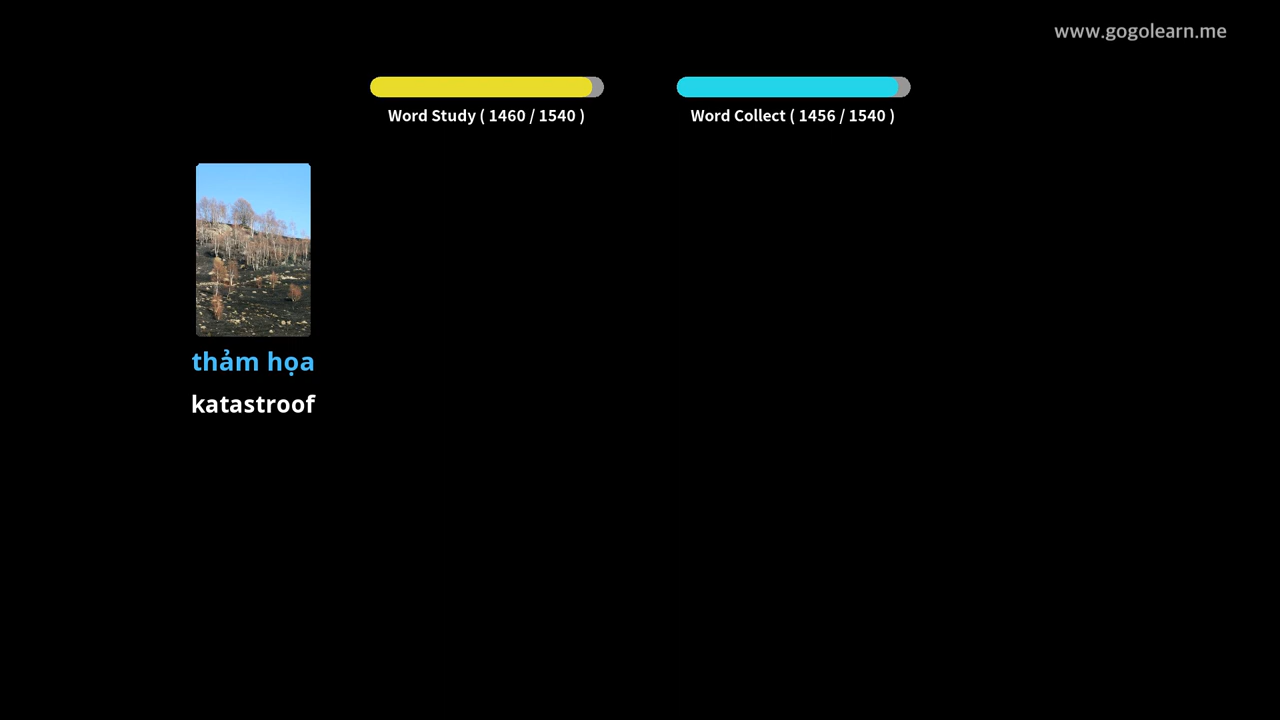 www.gogolearn.me
Word Study ( 1460 / 1540 )
Word Collect ( 1456 / 1540 )
thảm họa
katastroof